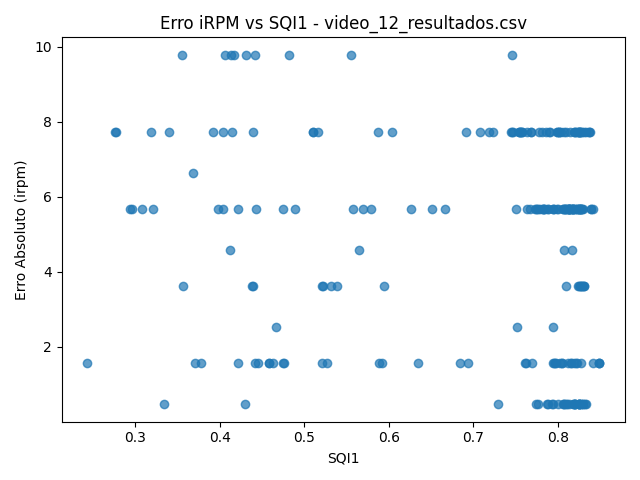 Erro iRPM vs SQI1 - video_12_resultados.csv
10
8
6
4
2
Erro Absoluto (irpm)
0.3 0.4 0.5 0.6 0.7 0.8
SQI1